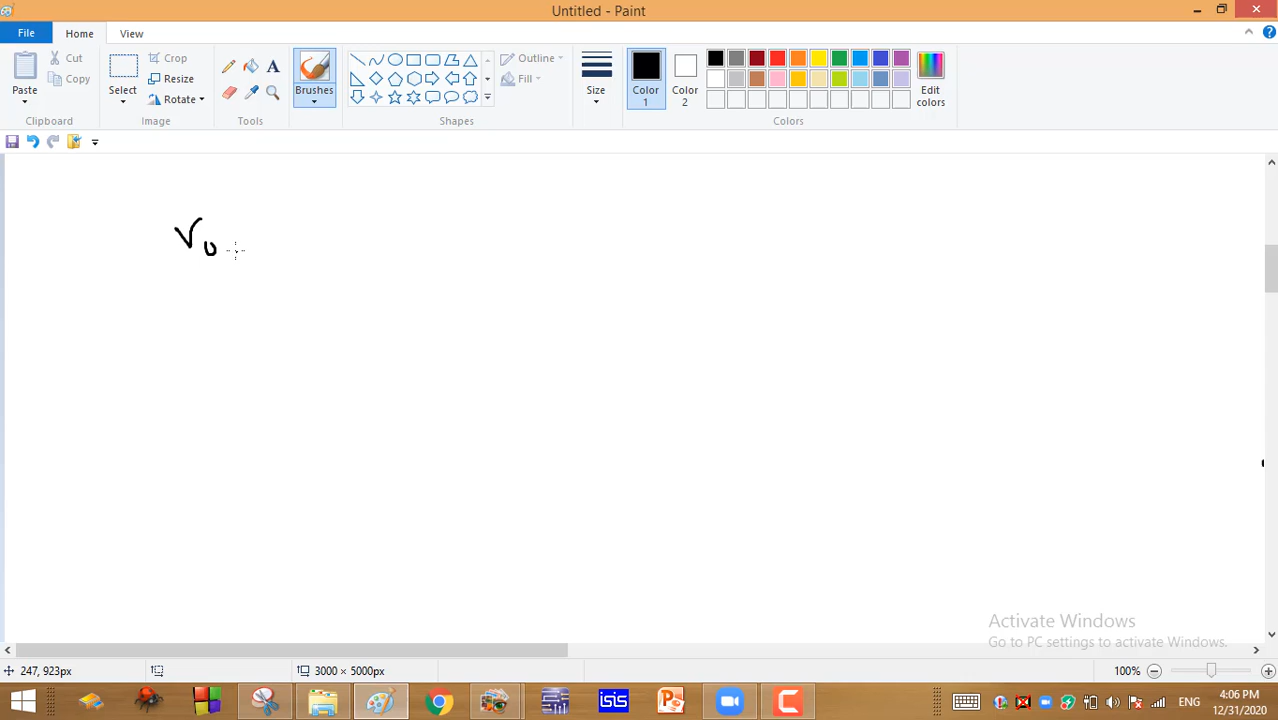 Untitled - Paint
File Home View
Paste
Cut
Copy
Clipboard
Select
Crop
Resize
Rotate
Image
A
Tools
Brushes
Outline
Fill
Shapes
Size
Color 1
Color 2
Edit colors
Colors
V₀
Activate Windows
Go to PC settings to activate Windows.
247, 923px
3000 × 5000px
100%
isis
ENG
4:06 PM
12/31/2020